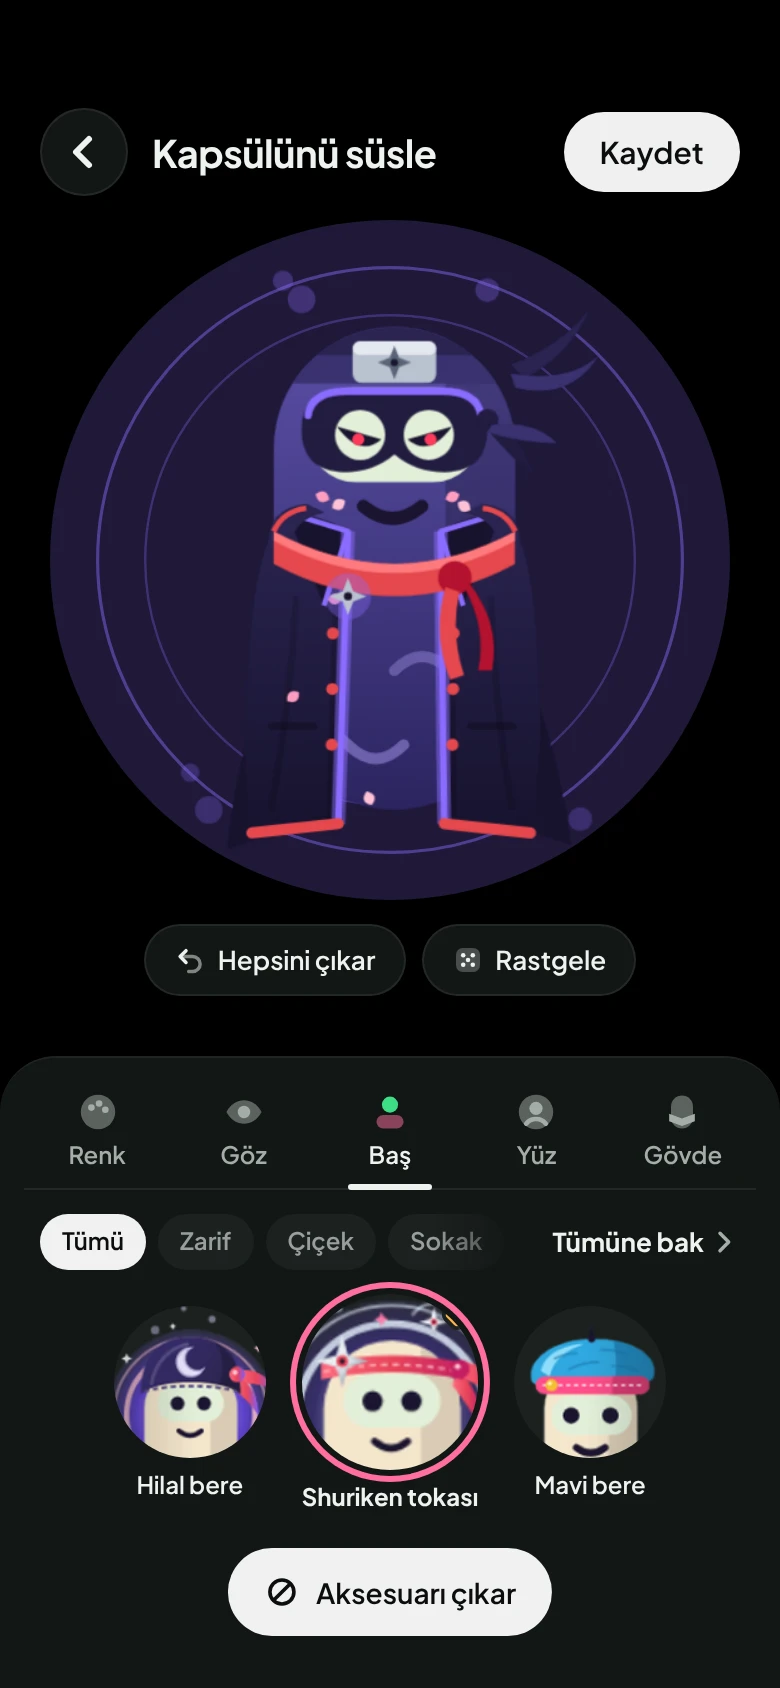 Kapsülünü süsle
Kaydet
Hepsini çıkar
Rastgele
Renk
Göz
Baş
Yüz
Gövde
Tümü
Zarif
Çiçek
Sokak
Tümüne bak
Hilal bere
Shuriken tokası
Mavi bere
Aksesuarı çıkar